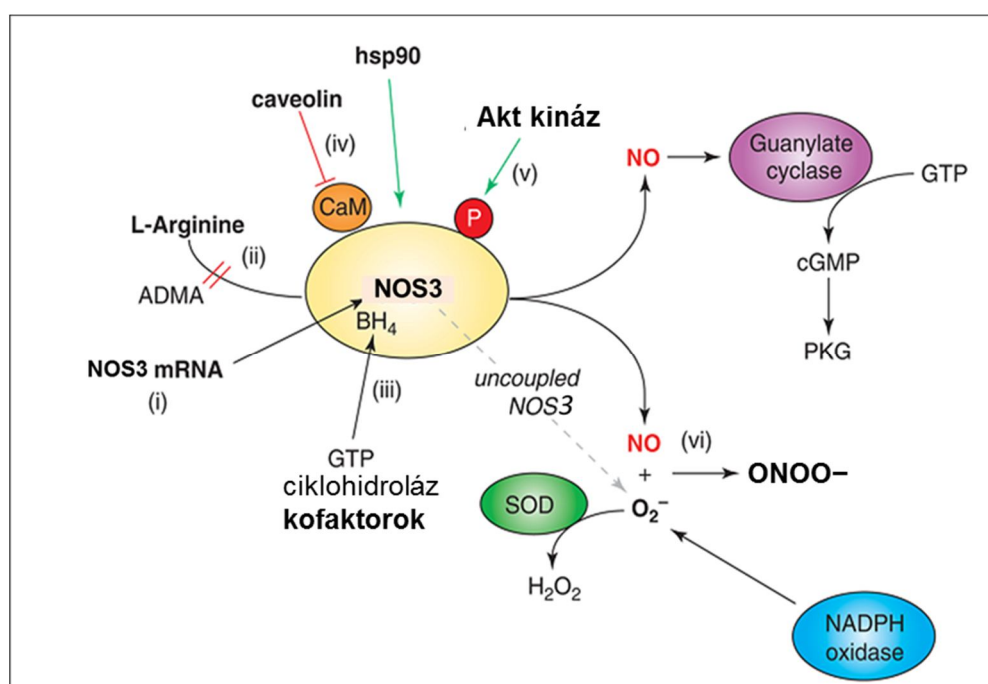 hsp90
caveolin
Akt kináz
(iv)
(v)
NO
Guanylate
cyclase
GTP
CaM
P
L-Arginine
(ii)
ADMA
NOS3
BH₄
cGMP
PKG
NOS3 mRNA
(i)
(iii)
uncoupled
NOS3
GTP
ciklohidroláz
kofaktorok
NO
(vi)
+
ONOO–
O₂⁻
SOD
H₂O₂
NADPH
oxidase